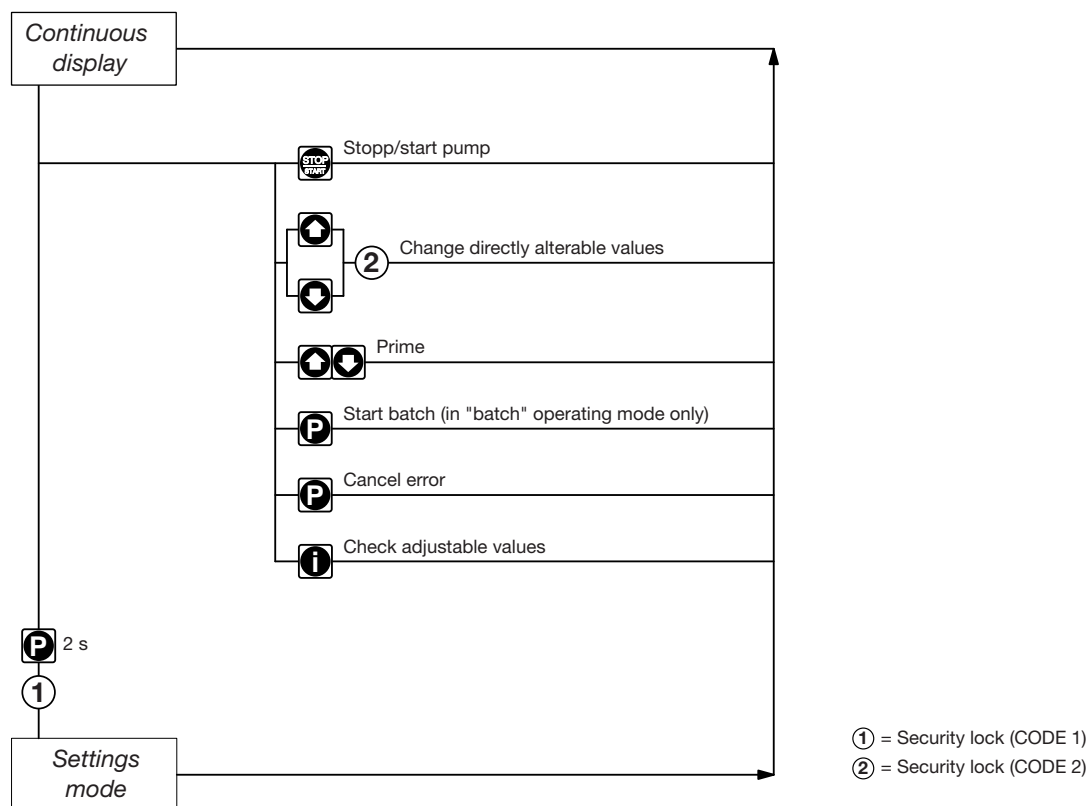 Continuous
display
STOP
START
Stopp/start pump
2
Change directly alterable values
Prime
P
Start batch (in "batch" operating mode only)
P
Cancel error
i
Check adjustable values
P 2 s
1
Settings
mode
1 = Security lock (CODE 1)
2 = Security lock (CODE 2)